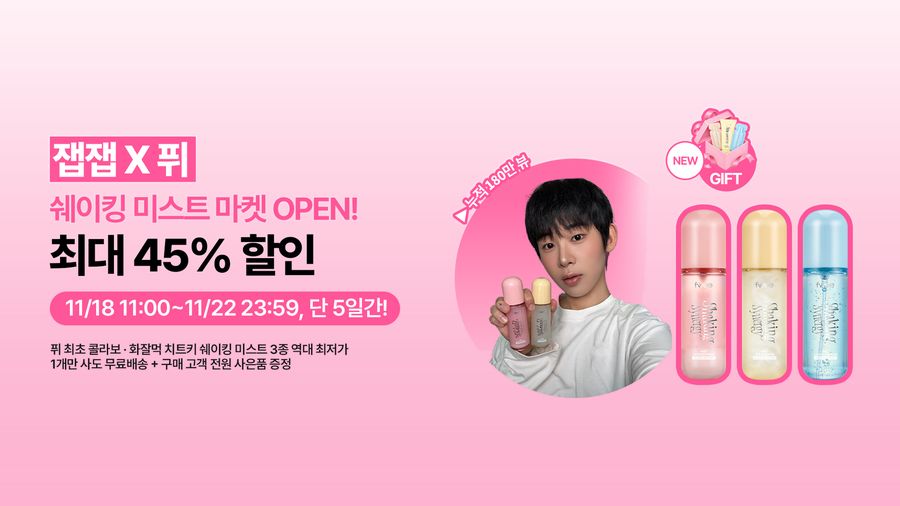 잽잽 X 퓌
쉐이킹 미스트 마켓 OPEN!
최대 45% 할인
11/18 11:00~11/22 23:59, 단 5일간!
퓌 최초 콜라보 · 화잘먹 치트키 쉐이킹 미스트 3종 역대 최저가
1개만 사도 무료배송 + 구매 고객 전원 사은품 증정
누적 180만 뷰
NEW
GIFT